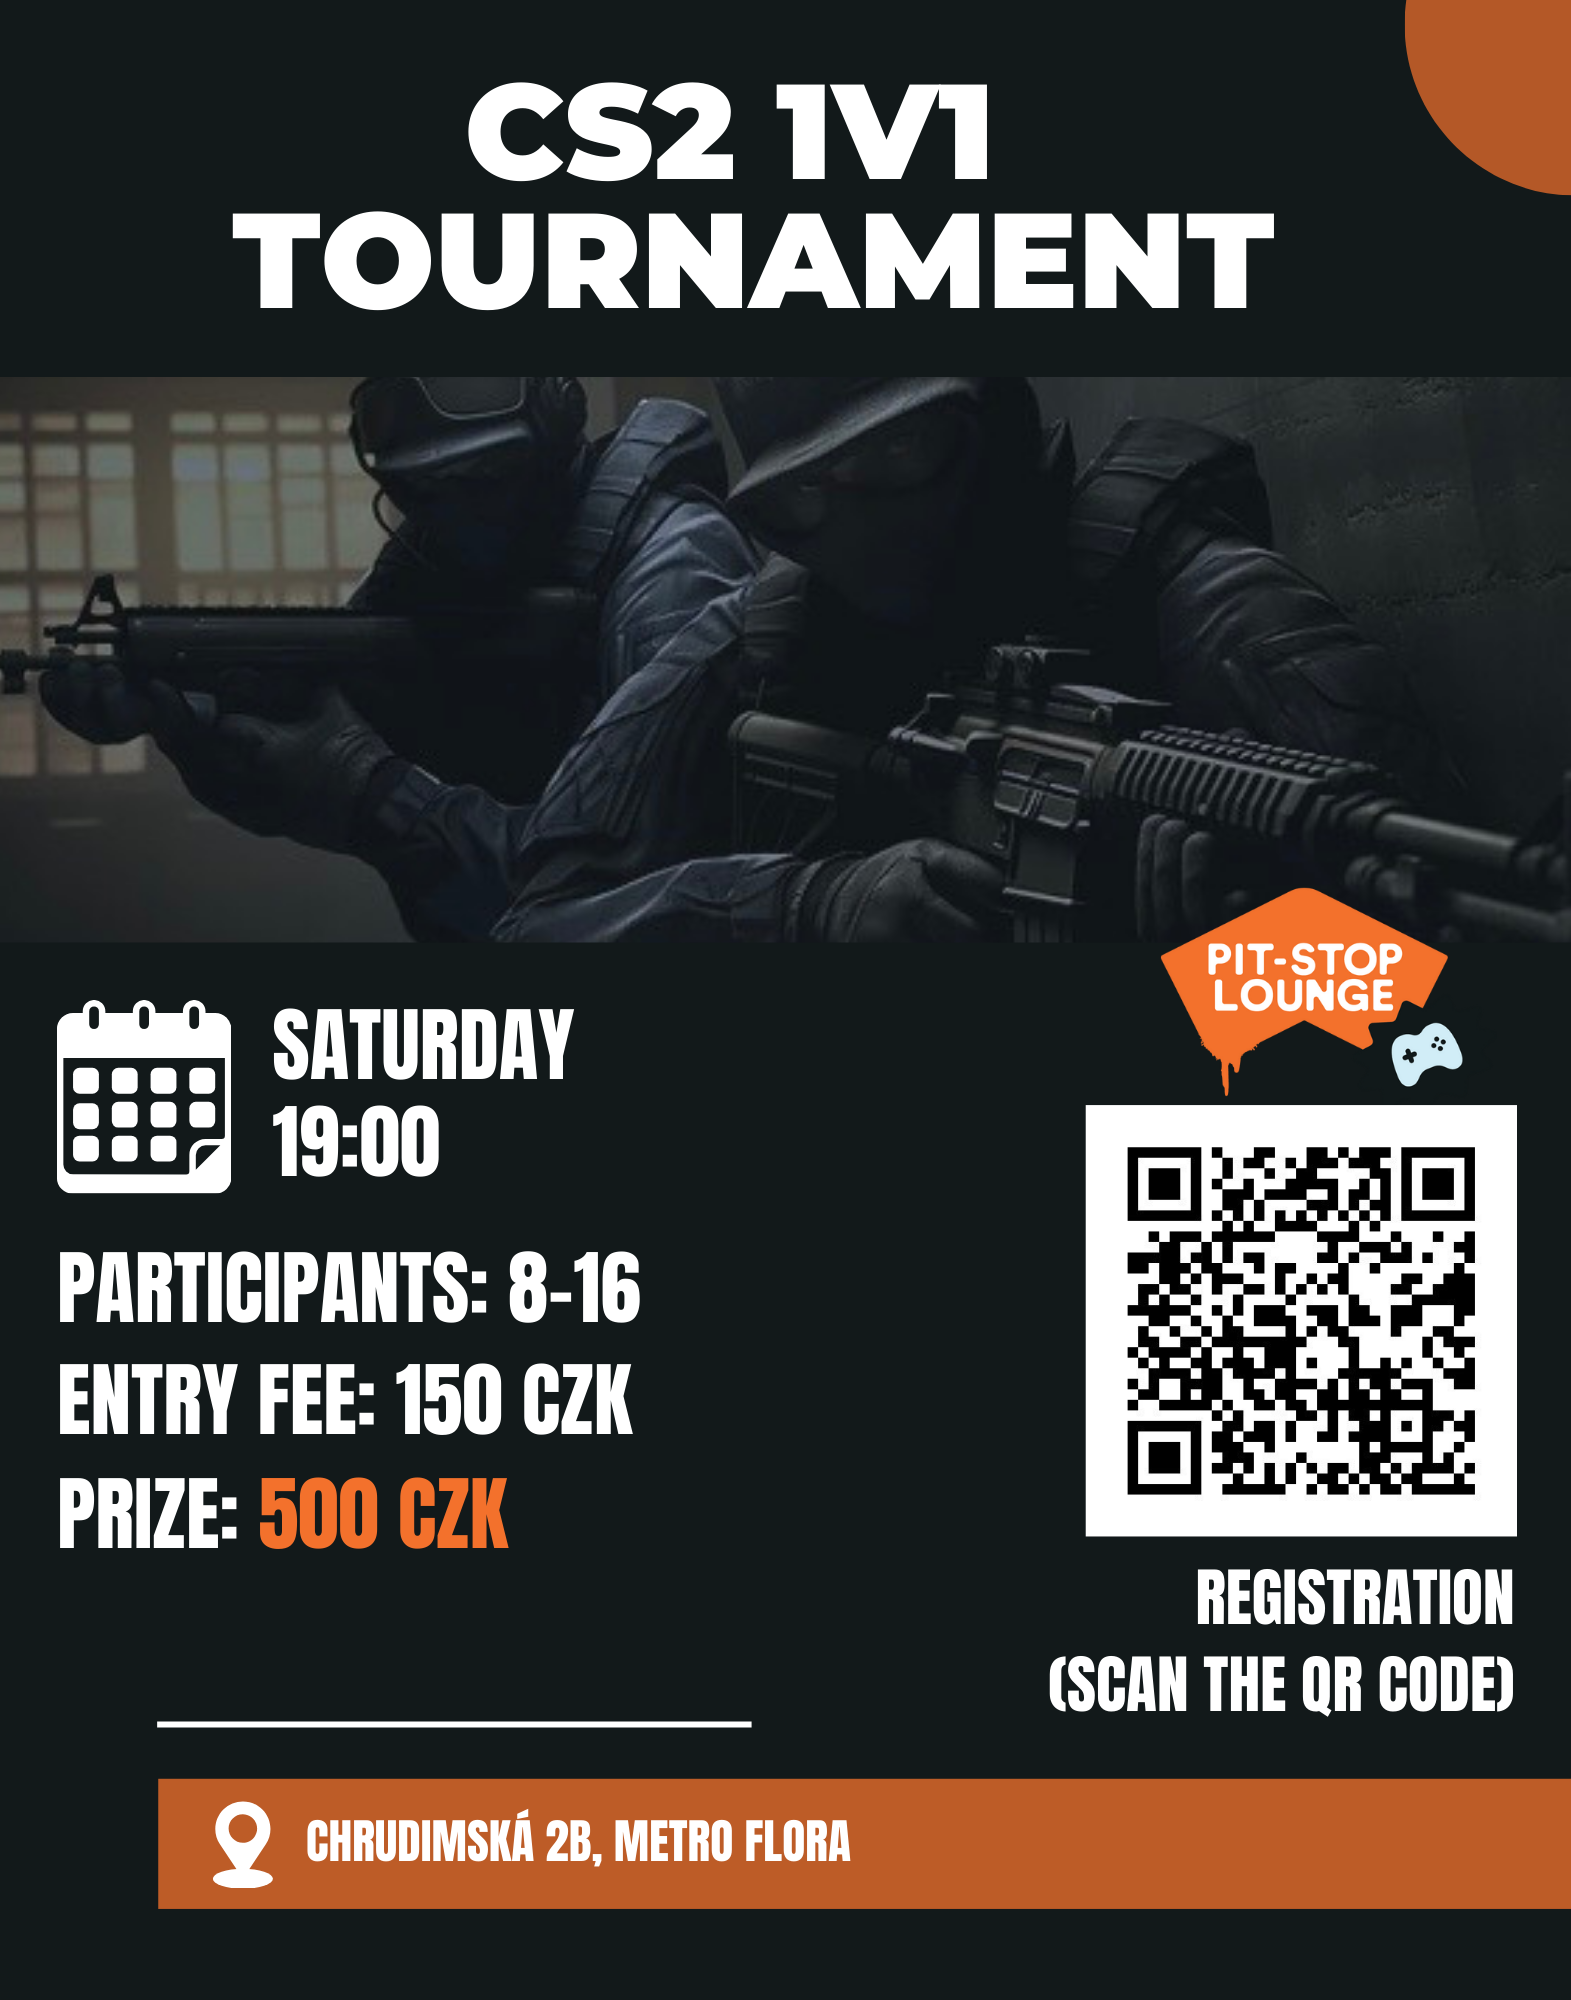 CS2 1V1
TOURNAMENT
PIT-STOP
LOUNGE
SATURDAY
19:00
PARTICIPANTS: 8-16
ENTRY FEE: 150 CZK
PRIZE: 500 CZK
REGISTRATION
(SCAN THE QR CODE)
CHRUDIMSKÁ 2B, METRO FLORA